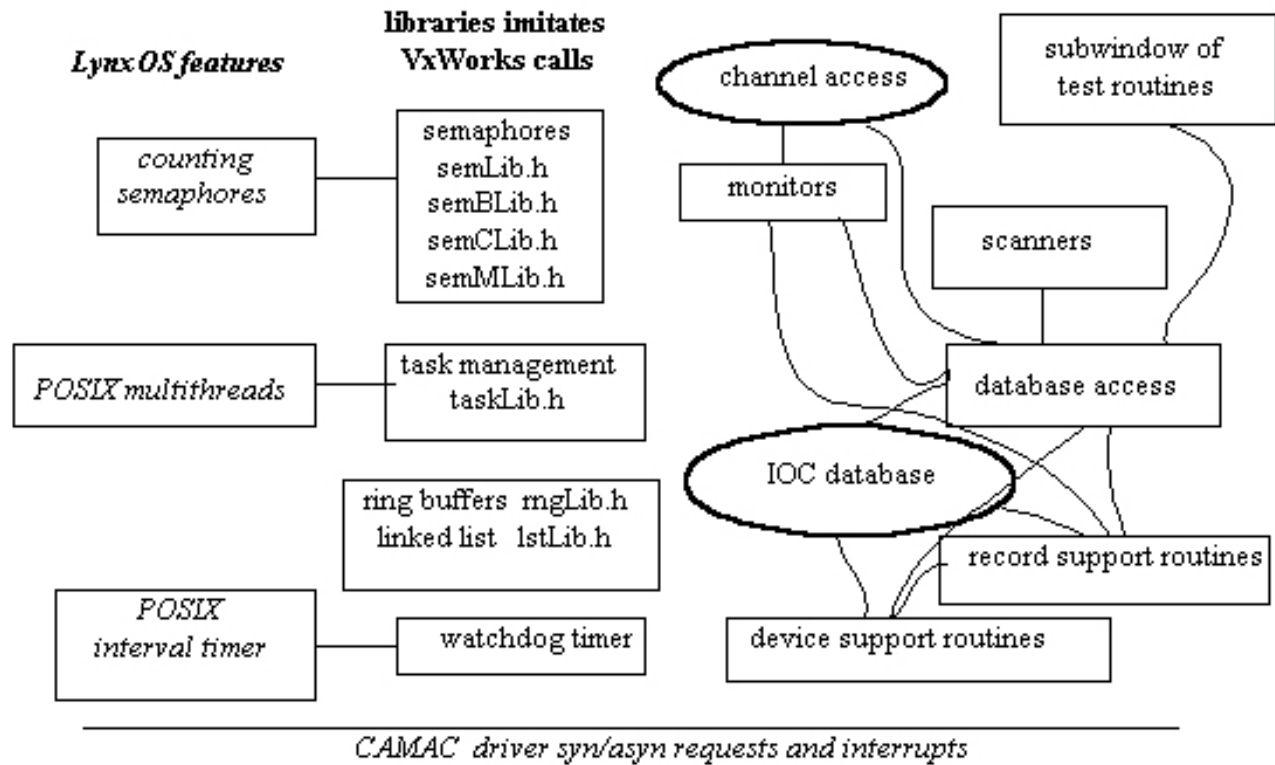 LynxOS features
libraries imitates
VxWorks calls
counting
semaphores
semaphores
semLib.h
semBLib.h
semCLib.h
semMLib.h
POSIX multithreads
task management
taskLib.h
ring buffers rngLib.h
linked list lstLib.h
POSIX
interval timer
watchdog timer
channel access
subwindow of
test routines
monitors
scanners
database access
IOC database
record support routines
device support routines
CAMAC driver syn/asyn requests and interrupts